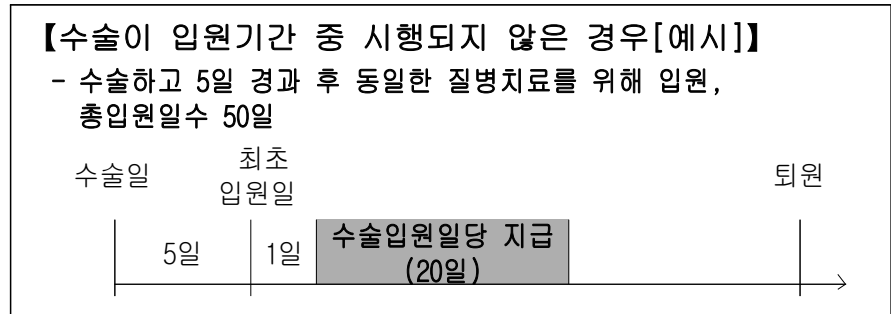 【수술이 입원기간 중 시행되지 않은 경우[예시]】
- 수술하고 5일 경과 후 동일한 질병치료를 위해 입원,
총입원일수 50일
수술일
최초
입원일
퇴원
5일
1일
수술입원일당 지급
(20일)